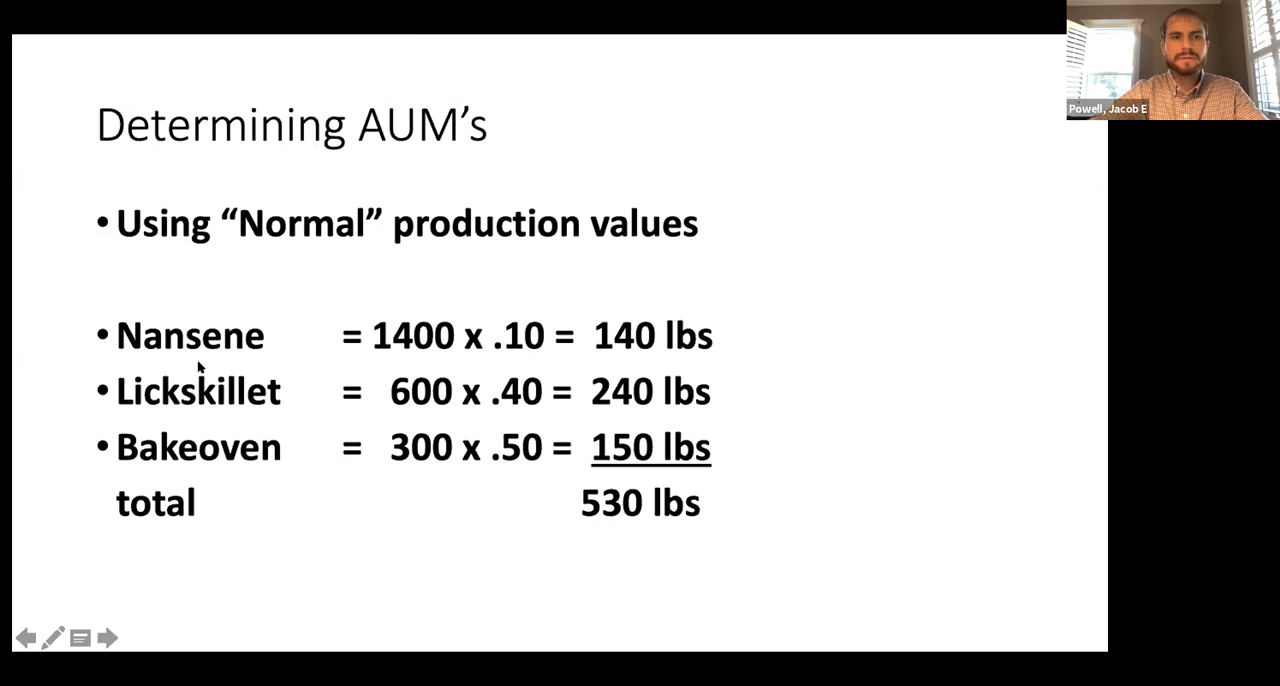 Determining AUM’s
• Using “Normal” production values
• Nansene = 1400 x .10 = 140 lbs
• Lickskillet = 600 x .40 = 240 lbs
• Bakeoven = 300 x .50 = 150 lbs
total 530 lbs
Powell, Jacob E